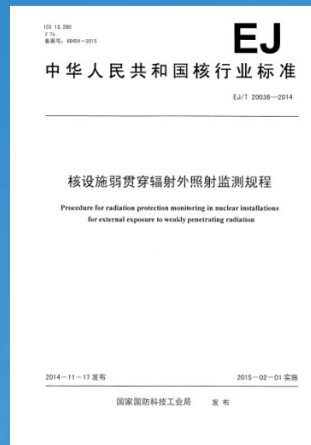 ICS 13.280
F 74
备案号：48404—2015
EJ
中华人民共和国核行业标准
EJ/T 20036—2014
核设施弱贯穿辐射外照射监测规程
Procedure for radiation protection monitoring in nuclear installations
for external exposure to weakly penetrating radiation
2014—11—17 发布
2015—02—01 实施
国家国防科技工业局 发布